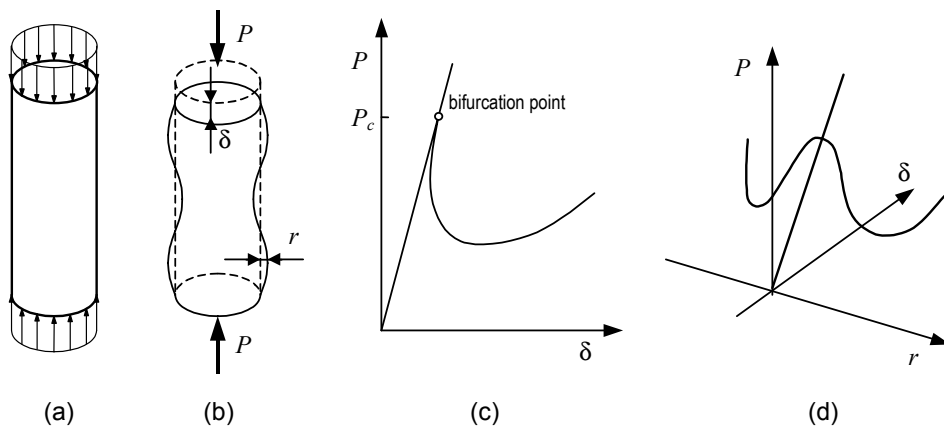 P
δ
r
P
P
P_c
bifurcation point
δ
P
δ
r
(a)
(b)
(c)
(d)